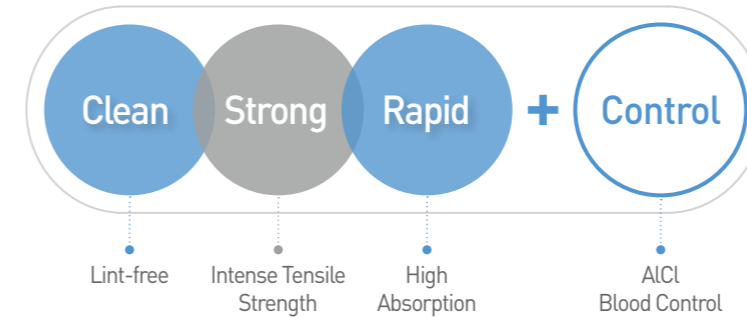 Clean Strong Rapid + Control
Lint-free
Intense Tensile
Strength
High
Absorption
AlCl
Blood Control